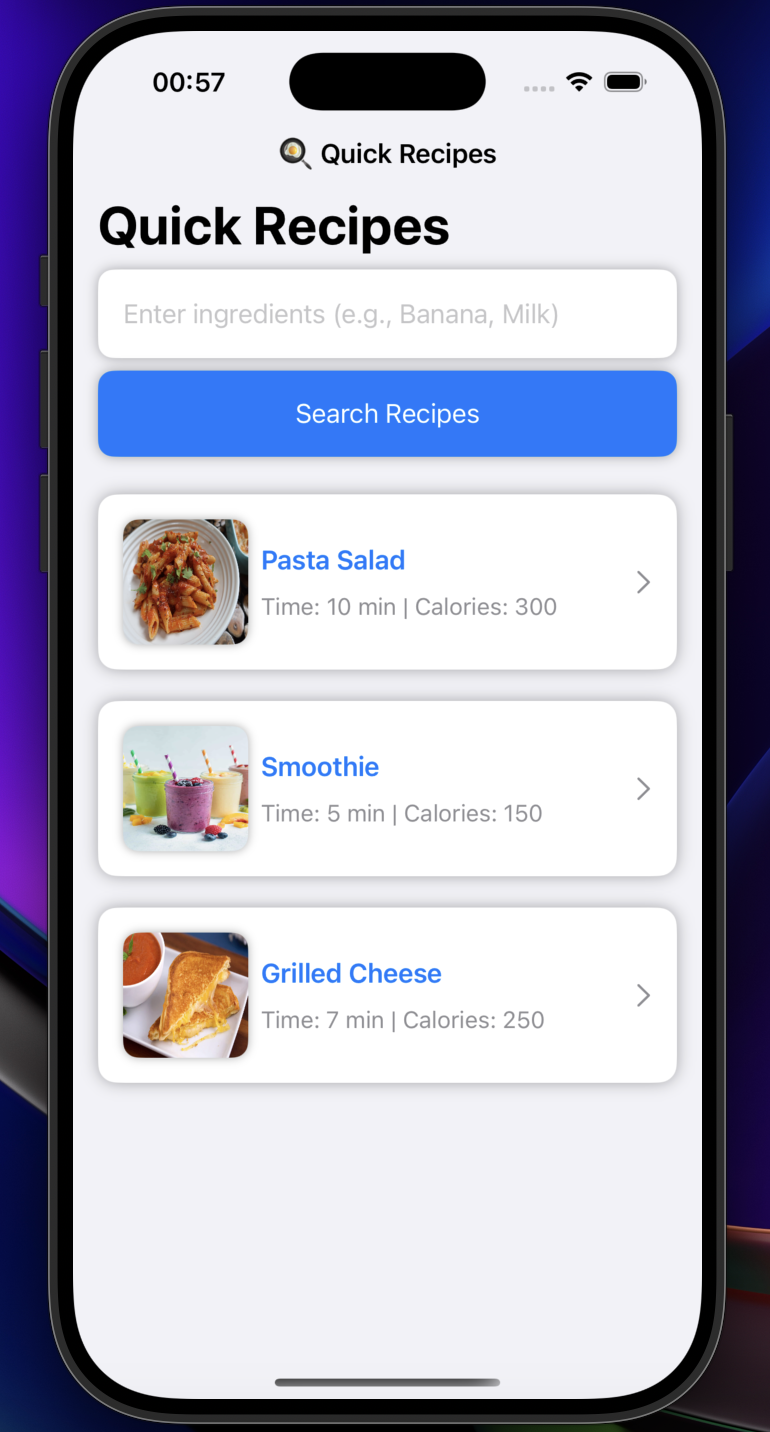 00:57
Quick Recipes
Quick Recipes
Enter ingredients (e.g., Banana, Milk)
Search Recipes
Pasta Salad
Time: 10 min | Calories: 300
Smoothie
Time: 5 min | Calories: 150
Grilled Cheese
Time: 7 min | Calories: 250